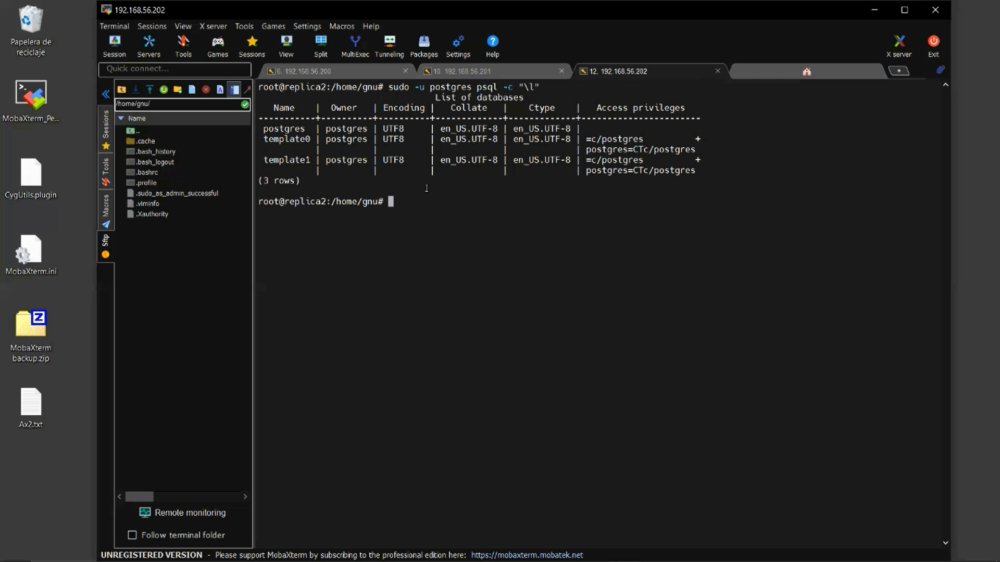 Papelera de
reciclaje
MobaXterm_Pe...
CygUtils.plugin
MobaXterm.ini
MobaXterm
backup.zip
Ax2.txt
192.168.56.202
Terminal Sessions View X server Tools Games Settings Macros Help
Session Servers Tools Games Sessions View Split MultiExec Tunneling Packages Settings Help X server Exit
Quick connect...
6. 192.168.56.200
10. 192.168.56.201
12. 192.168.56.202
/home/gnu/
Name
..
.cache
.bash_history
.bash_logout
.bashrc
.profile
.sudo_as_admin_successful
.viminfo
.Xauthority
Sessions
Tools
Macros
Sftp
Remote monitoring
Follow terminal folder
root@replica2:/home/gnu# sudo -u postgres psql -c "\l"
List of databases
Name | Owner | Encoding | Collate | Ctype | Access privileges
-----------+----------+----------+-------------+-------------+-----------------------
postgres | postgres | UTF8 | en_US.UTF-8 | en_US.UTF-8 |
template0 | postgres | UTF8 | en_US.UTF-8 | en_US.UTF-8 | =c/postgres +
| | | | | postgres=CTc/postgres
template1 | postgres | UTF8 | en_US.UTF-8 | en_US.UTF-8 | =c/postgres +
| | | | | postgres=CTc/postgres
(3 rows)
root@replica2:/home/gnu#
UNREGISTERED VERSION - Please support MobaXterm by subscribing to the professional edition here: https://mobaxterm.mobatek.net